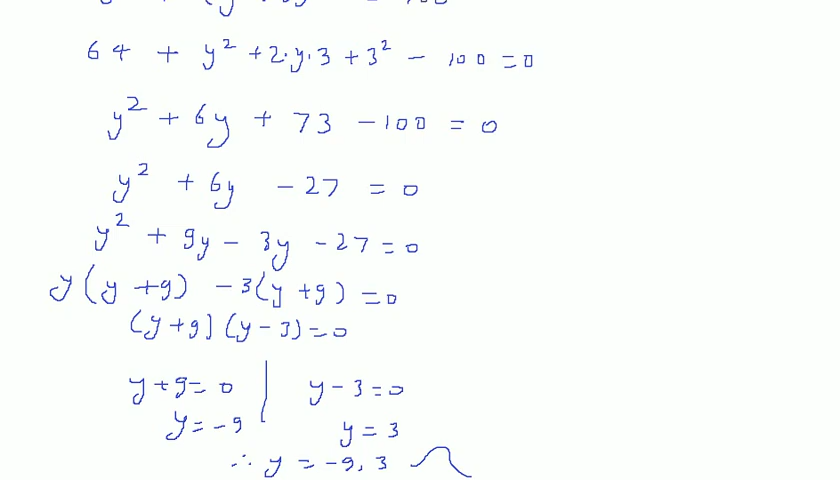 64 + y² + 2·y·3 + 3² - 100 = 0
y² + 6y + 73 - 100 = 0
y² + 6y - 27 = 0
y² + 9y - 3y - 27 = 0
y(y + 9) - 3(y + 9) = 0
(y + 9)(y - 3) = 0
y + 9 = 0 | y - 3 = 0
y = -9 | y = 3
∴ y = -9, 3